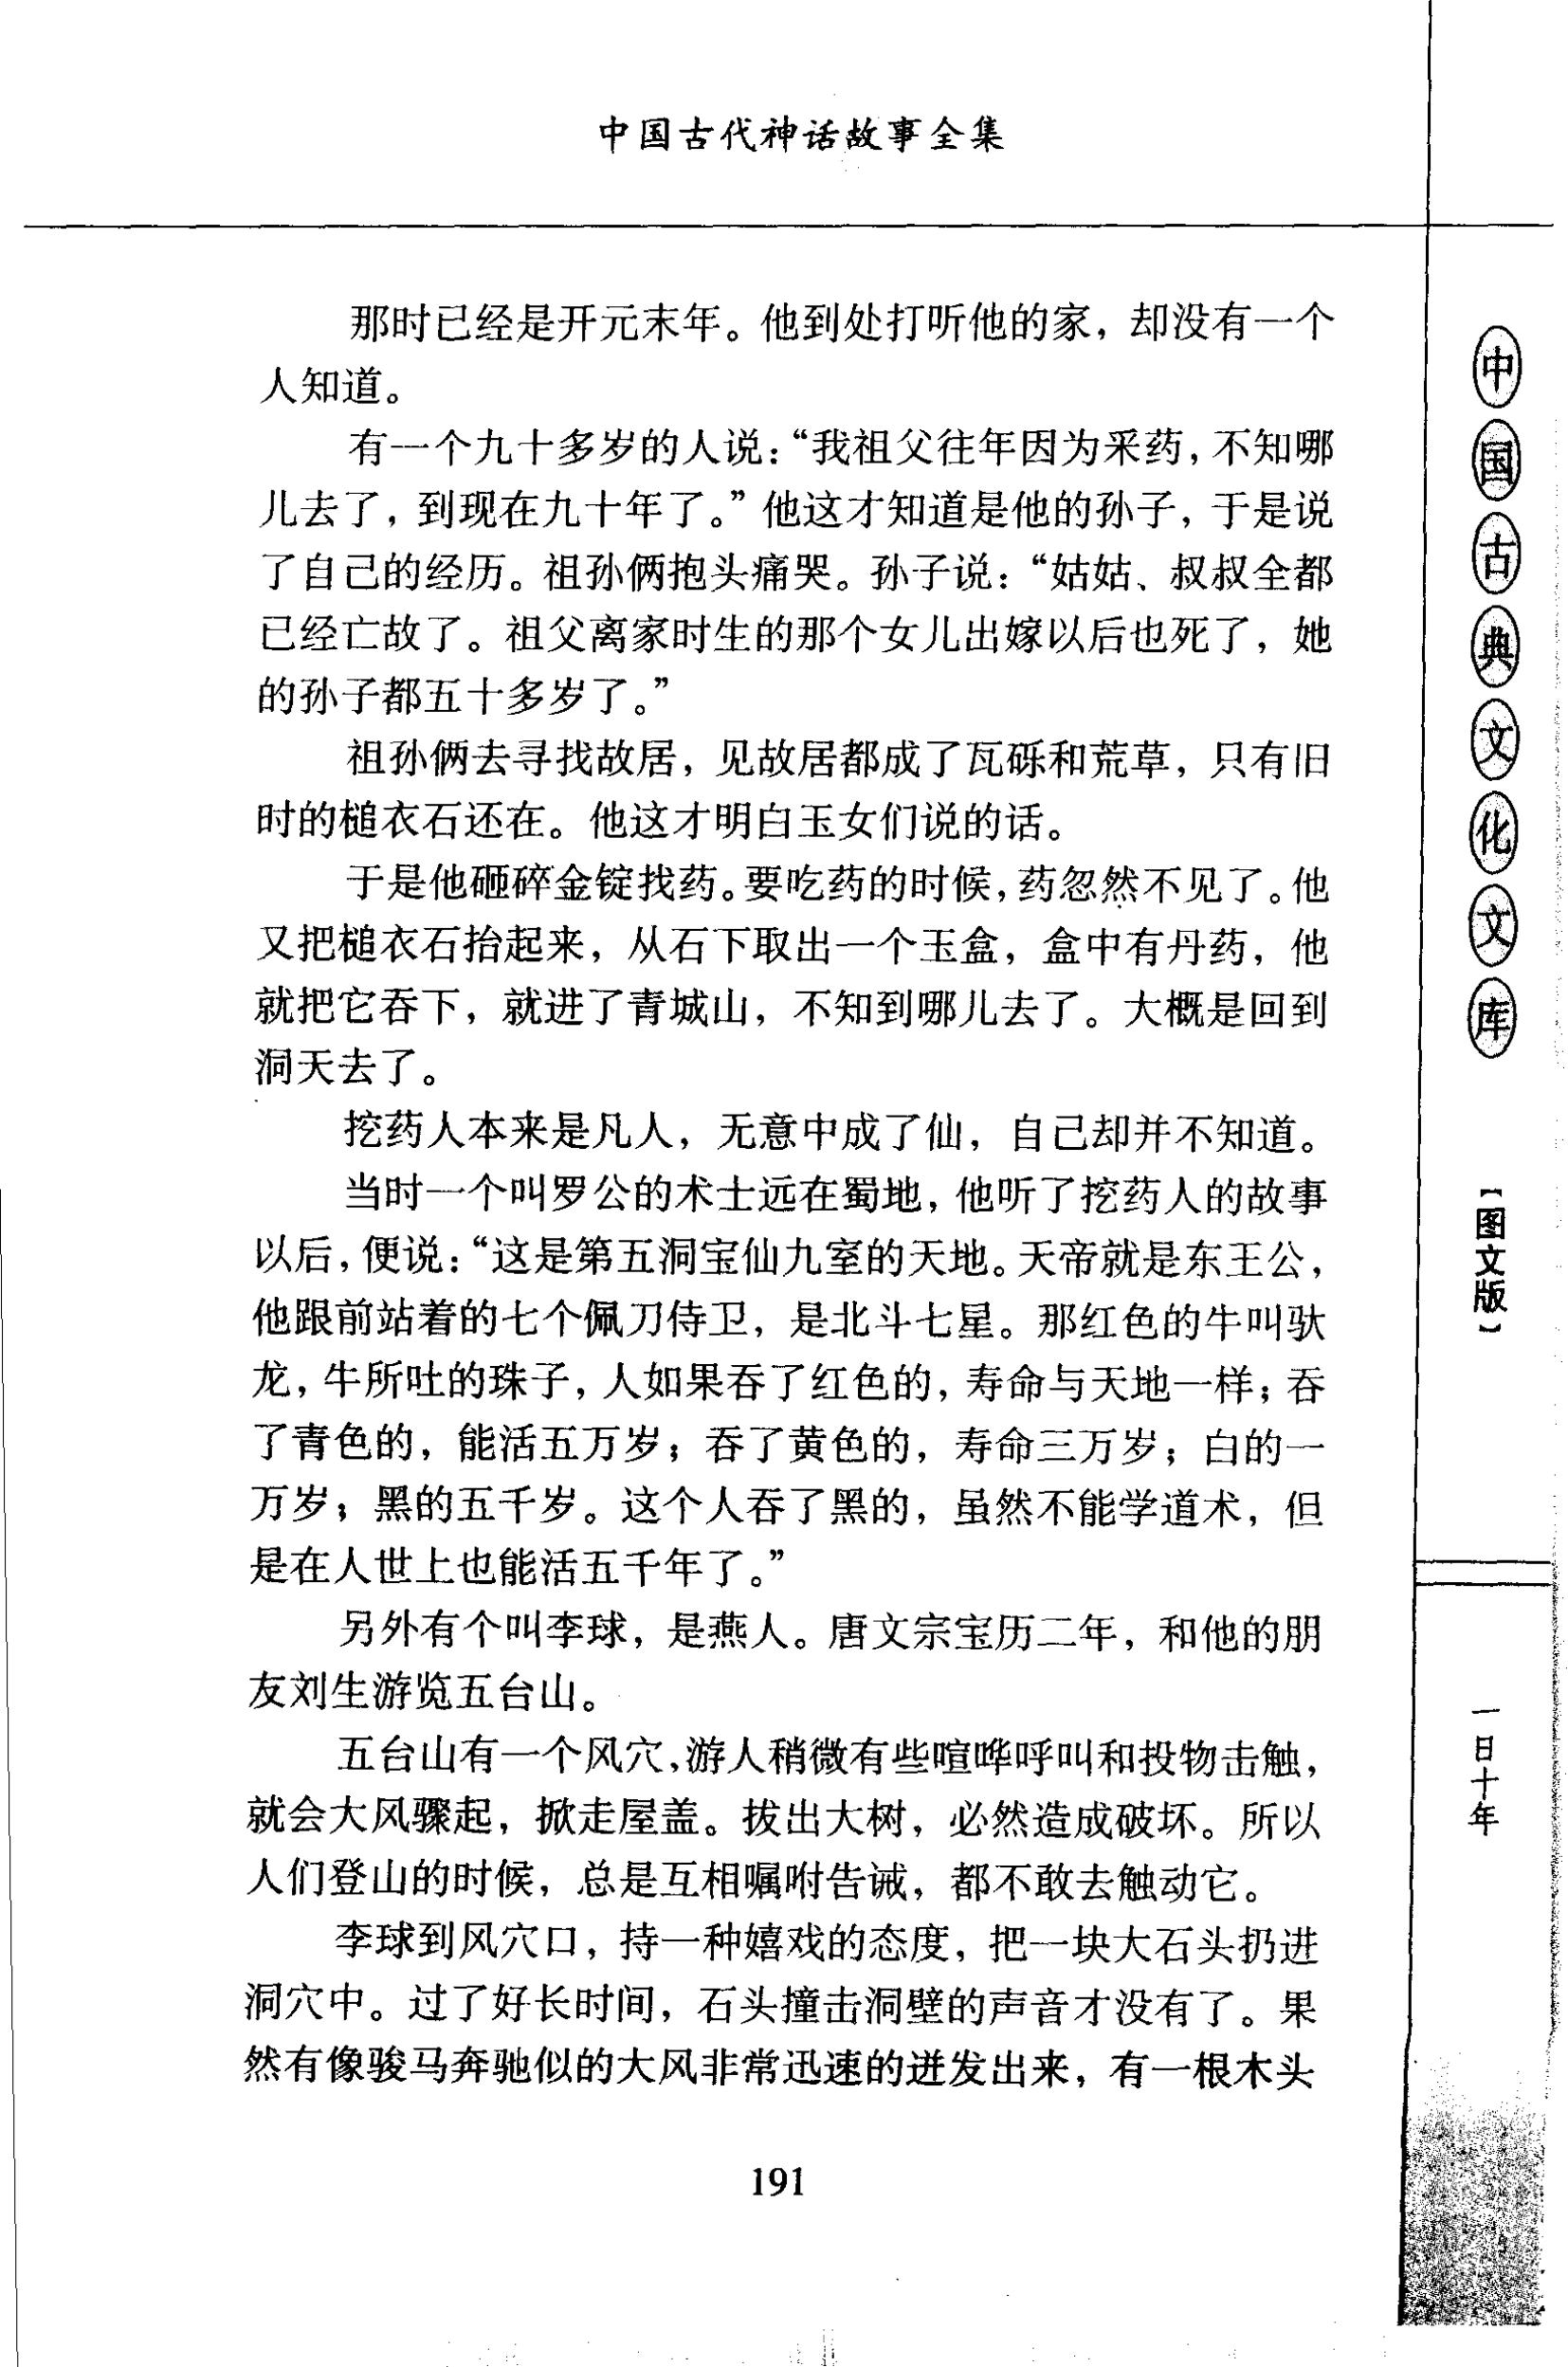 中国古代神话故事全集
那时已经是开元末年。他到处打听他的家，却没有一个
人知道。
有一个九十多岁的人说：“我祖父往年因为采药，不知哪
儿去了，到现在九十年了。”他这才知道是他的孙子，于是说
了自己的经历。祖孙俩抱头痛哭。孙子说：“姑姑、叔叔全都
已经亡故了。祖父离家时生的那个女儿出嫁以后也死了，她
的孙子都五十多岁了。”
祖孙俩去寻找故居，见故居都成了瓦砾和荒草，只有旧
时的槌衣石还在。他这才明白玉女们说的话。
于是他砸碎金锭找药。要吃药的时候，药忽然不见了。他
又把槌衣石抬起来，从石下取出一个玉盒，盒中有丹药，他
就把它吞下，就进了青城山，不知到哪儿去了。大概是回到
洞天去了。
挖药人本来是凡人，无意中成了仙，自己却并不知道。
当时一个叫罗公的术士远在蜀地，他听了挖药人的故事
以后，便说：“这是第五洞宝仙九室的天地。天帝就是东王公，
他跟前站着的七个佩刀侍卫，是北斗七星。那红色的牛叫驮
龙，牛所吐的珠子，人如果吞了红色的，寿命与天地一样；吞
了青色的，能活五万岁；吞了黄色的，寿命三万岁；白的一
万岁；黑的五千岁。这个人吞了黑的，虽然不能学道术，但
是在人世上也能活五千年了。”
另外有个叫李球，是燕人。唐文宗宝历二年，和他的朋
友刘生游览五台山。
五台山有一个风穴，游人稍微有些喧哗呼叫和投物击触，
就会大风骤起，掀走屋盖。拔出大树，必然造成破坏。所以
人们登山的时候，总是互相嘱咐告诫，都不敢去触动它。
李球到风穴口，持一种嬉戏的态度，把一块大石头扔进
洞穴中。过了好长时间，石头撞击洞壁的声音才没有了。果
然有像骏马奔驰似的大风非常迅速的迸发出来，有一根木头
191
中国古典文化文库
【图文版】
一日十年